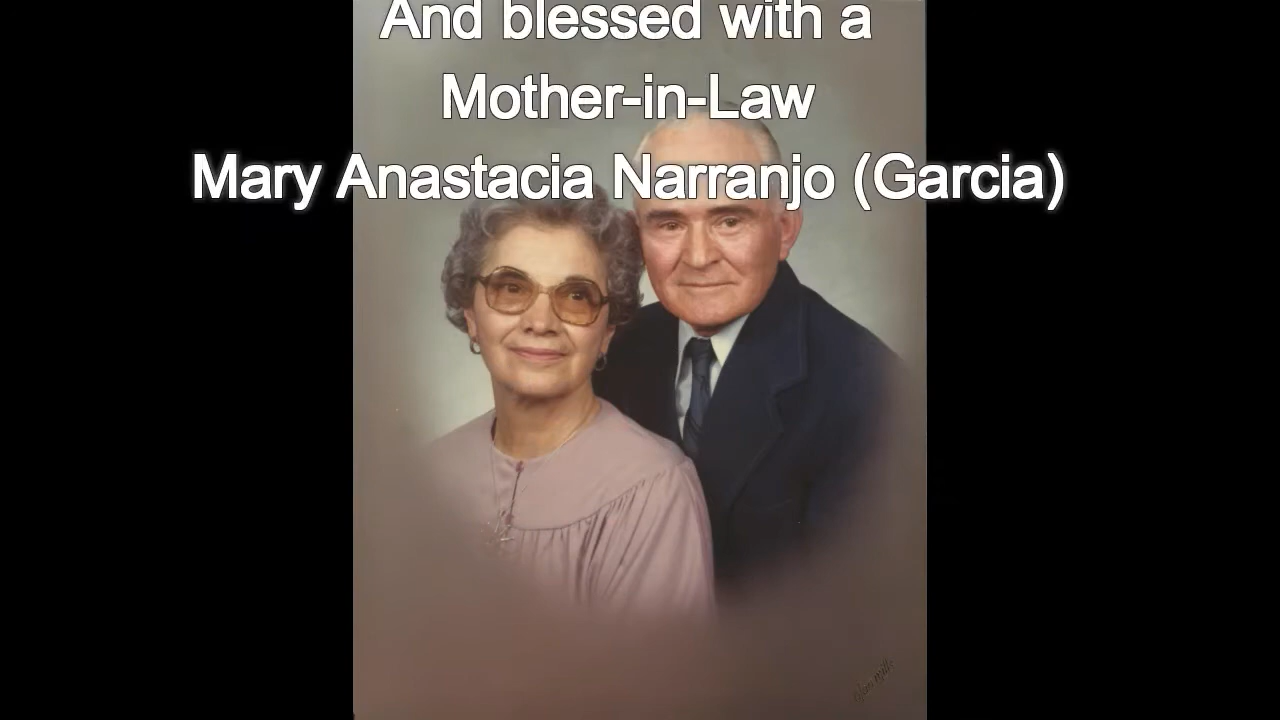 And blessed with a
Mother-in-Law
Mary Anastacia Narranjo (Garcia)